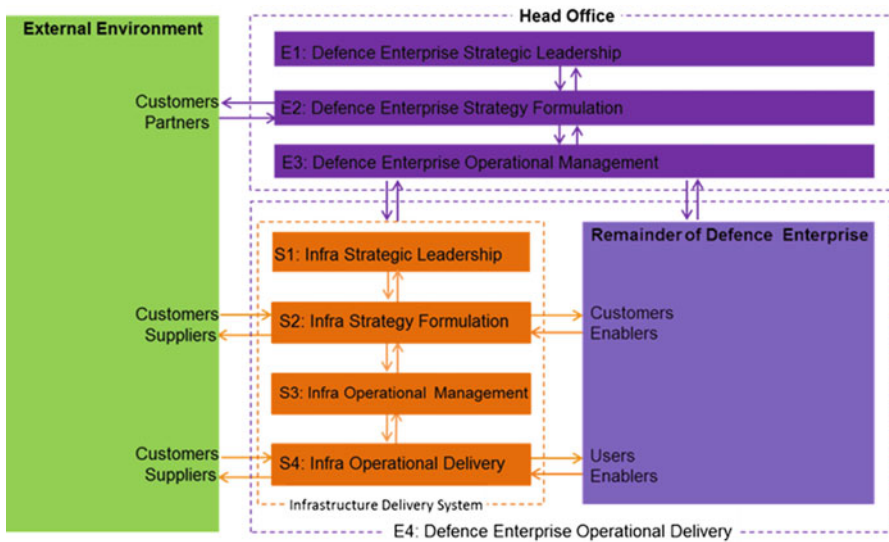 Head Office
External Environment
E1: Defence Enterprise Strategic Leadership
Customers
Partners
E2: Defence Enterprise Strategy Formulation
E3: Defence Enterprise Operational Management
S1: Infra Strategic Leadership
Remainder of Defence Enterprise
Customers
Suppliers
S2: Infra Strategy Formulation
Customers
Enablers
S3: Infra Operational Management
Customers
Suppliers
S4: Infra Operational Delivery
Users
Enablers
Infrastructure Delivery System
E4: Defence Enterprise Operational Delivery